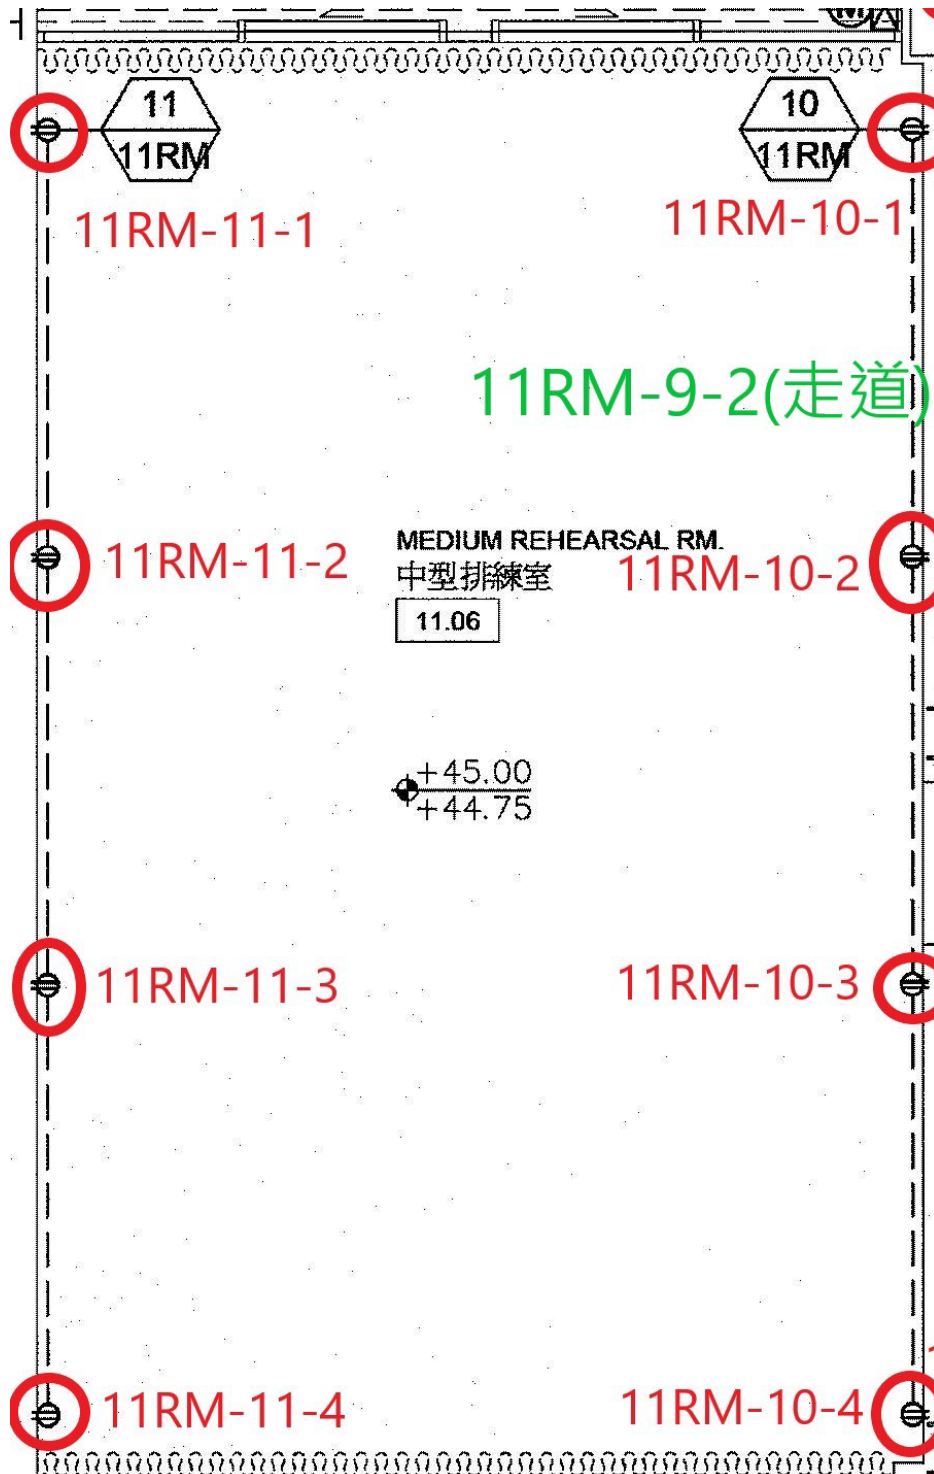 11
11RM
10
11RM
11RM-11-1
11RM-10-1
11RM-9-2(走道)
11RM-11-2
MEDIUM REHEARSAL RM.
中型排練室
11.06
11RM-10-2
+45.00
+44.75
11RM-11-3
11RM-10-3
11RM-11-4
11RM-10-4